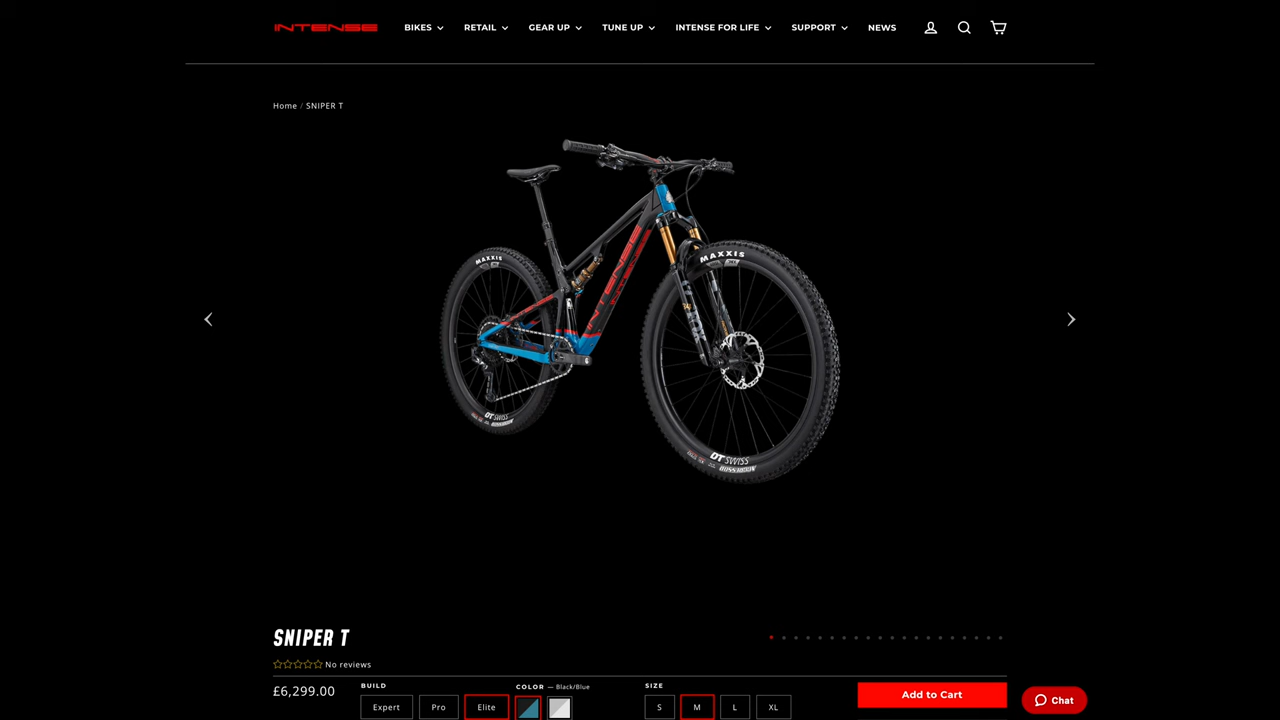 INTENSE
BIKES
RETAIL
GEAR UP
TUNE UP
INTENSE FOR LIFE
SUPPORT
NEWS
Home / SNIPER T
MAXXIS
MAXXIS
INTENSE
FOX
DT SWISS
DT SWISS
SNIPER T
No reviews
£6,299.00
BUILD
Expert
Pro
Elite
COLOR — Black/Blue
SIZE
S
M
L
XL
Add to Cart
Chat